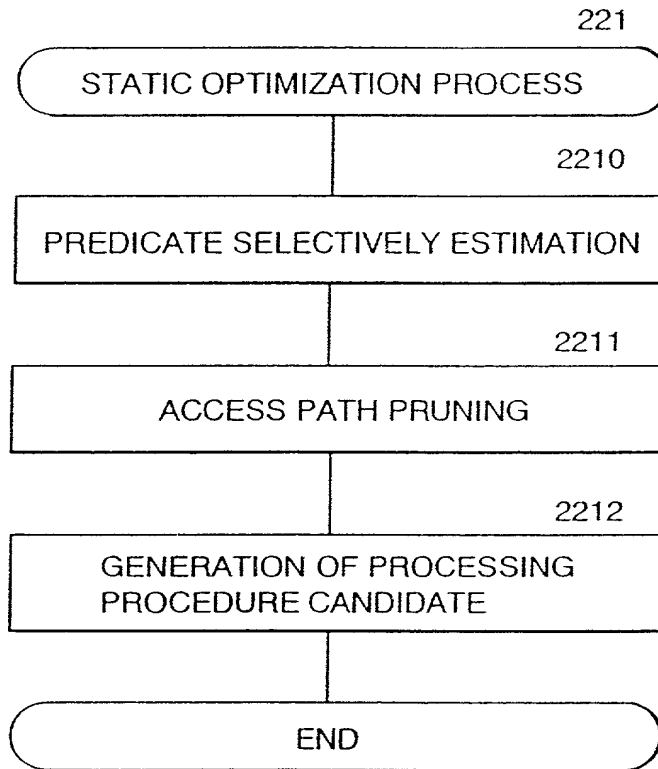 221
STATIC OPTIMIZATION PROCESS
2210
PREDICATE SELECTIVELY ESTIMATION
2211
ACCESS PATH PRUNING
2212
GENERATION OF PROCESSING
PROCEDURE CANDIDATE
END